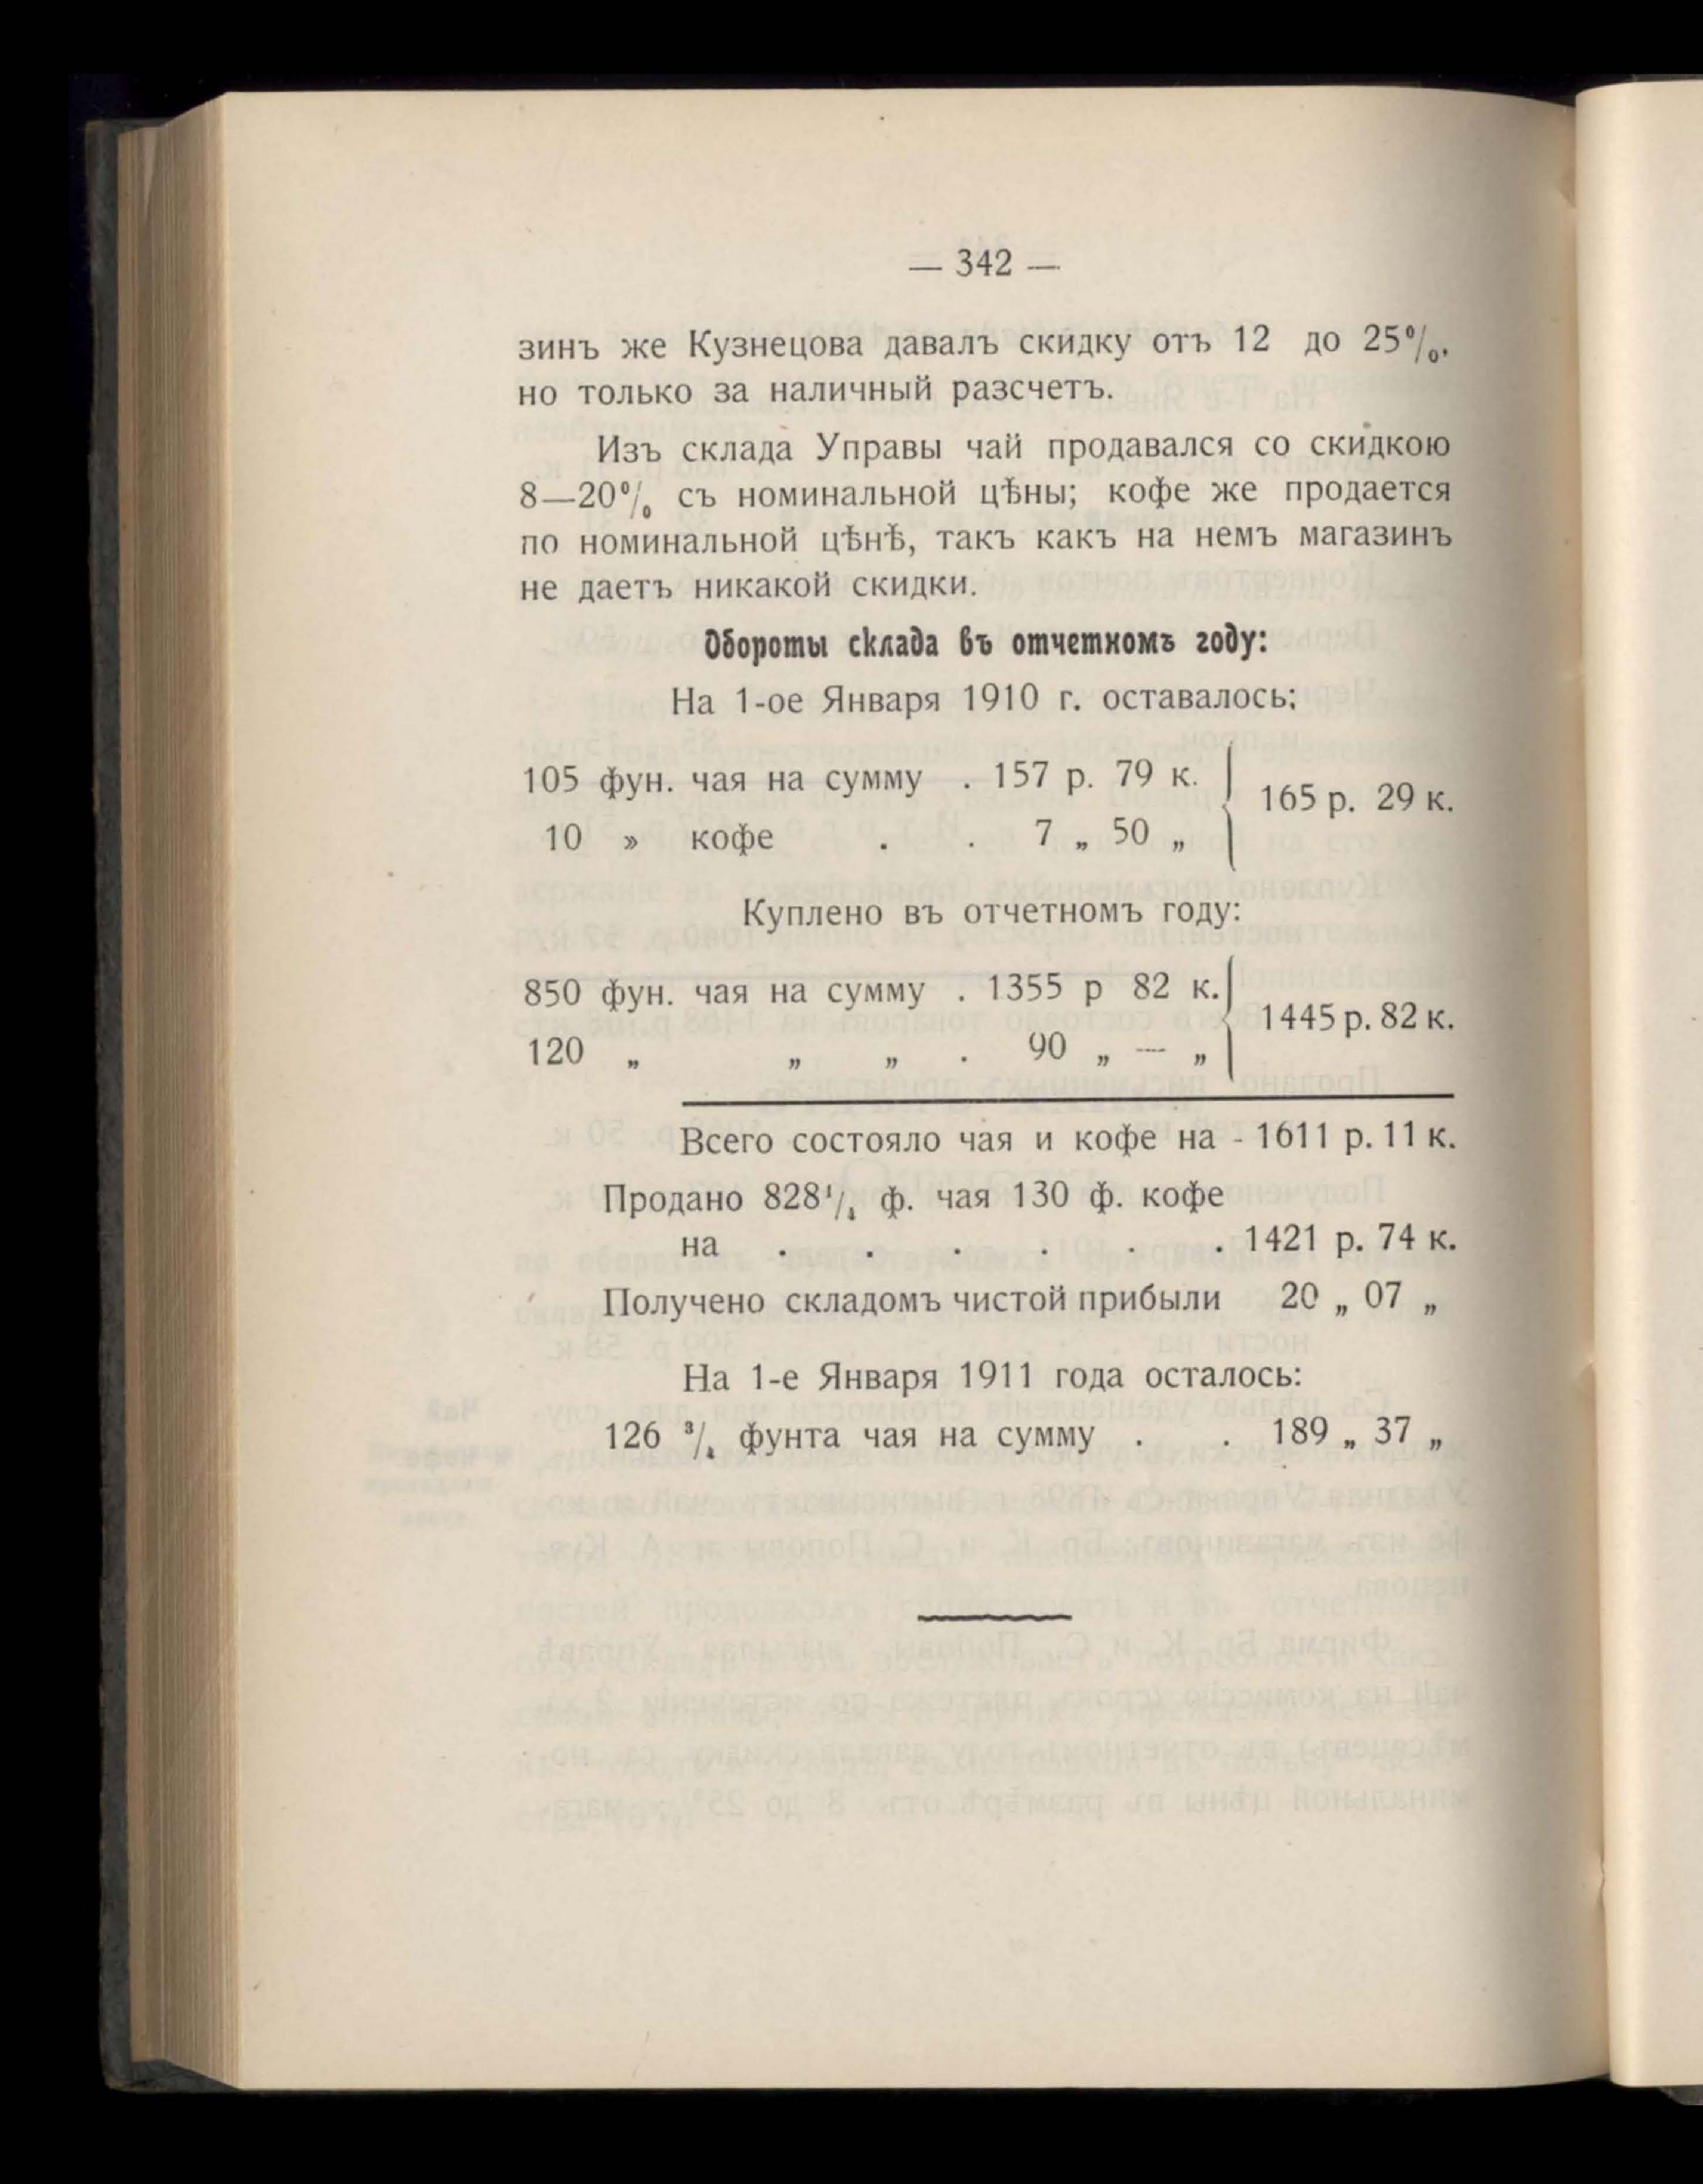 — 342 —
зинъ же Кузнецова давалъ скидку отъ 12 до 25%,
но только за наличный разсчетъ.
Изъ склада Управы чай продавался со скидкою
8—20% съ номинальной цѣны; кофе же продается
по номинальной цѣнѣ, такъ какъ на немъ магазинъ
не даетъ никакой скидки.
Обороты склада въ отчетномъ году:
На 1-ое Января 1910 г. оставалось:
105 фун. чая на сумму . 157 р. 79 к.
165 р. 29 к.
10 » кофе . . 7 „ 50 „
Куплено въ отчетномъ году:
850 фун. чая на сумму . 1355 р 82 к.
1445 р. 82 к.
120 „ „ „ . 90 „ — „
Всего состояло чая и кофе на - 1611 р. 11 к.
Продано 828¹/₄ ф. чая 130 ф. кофе
на . . . . . . 1421 р. 74 к.
Получено складомъ чистой прибыли 20 „ 07 „
На 1-е Января 1911 года осталось:
126 ³/₄ фунта чая на сумму . . 189 „ 37 „